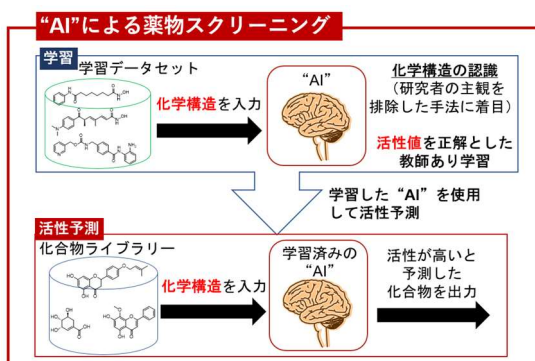 “AI”による薬物スクリーニング
学習
学習データセット
化学構造を入力
“AI”
化学構造の認識
（研究者の主観を
排除した手法に着目）
活性値を正解とした
教師あり学習
学習した“AI”を使用
して活性予測
活性予測
化合物ライブラリー
化学構造を入力
学習済みの
“AI”
活性が高いと
予測した
化合物を出力